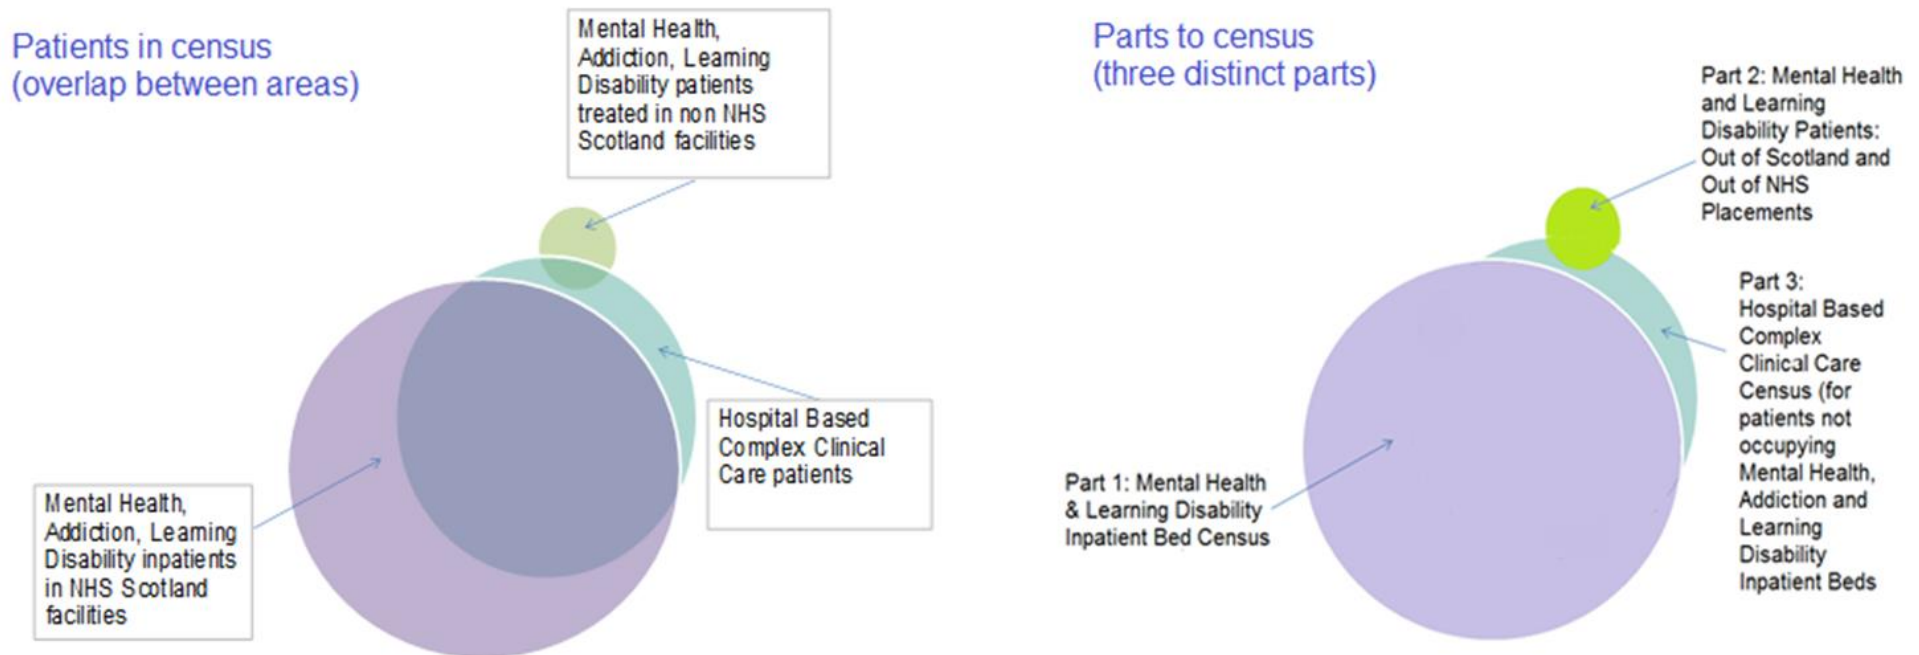 Patients in census
(overlap between areas)
Mental Health,
Addiction, Learning
Disability patients
treated in non NHS
Scotland facilities
Hospital Based
Complex Clinical
Care patients
Mental Health,
Addiction, Learning
Disability inpatients
in NHS Scotland
facilities
Parts to census
(three distinct parts)
Part 2: Mental Health
and Learning
Disability Patients:
Out of Scotland and
Out of NHS
Placements
Part 3:
Hospital Based
Complex
Clinical Care
Census (for
patients not
occupying
Mental Health,
Addiction and
Learning
Disability
Inpatient Beds
Part 1: Mental Health
& Learning Disability
Inpatient Bed Census